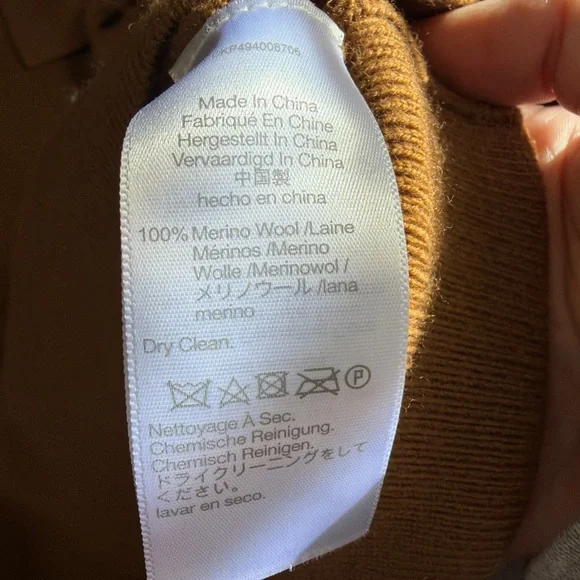 KP494008706
Made In China
Fabriqué En Chine
Hergestellt In China
Vervaardigd In China
中国製
hecho en china
100% Merino Wool /Laine
Mérinos /Merino
Wolle /Merinowol /
メリノウール /lana
merino
Dry Clean.
P
Nettoyage À Sec.
Chemische Reinigung.
Chemisch Reinigen.
ドライクリーニングをして
ください。
lavar en seco.